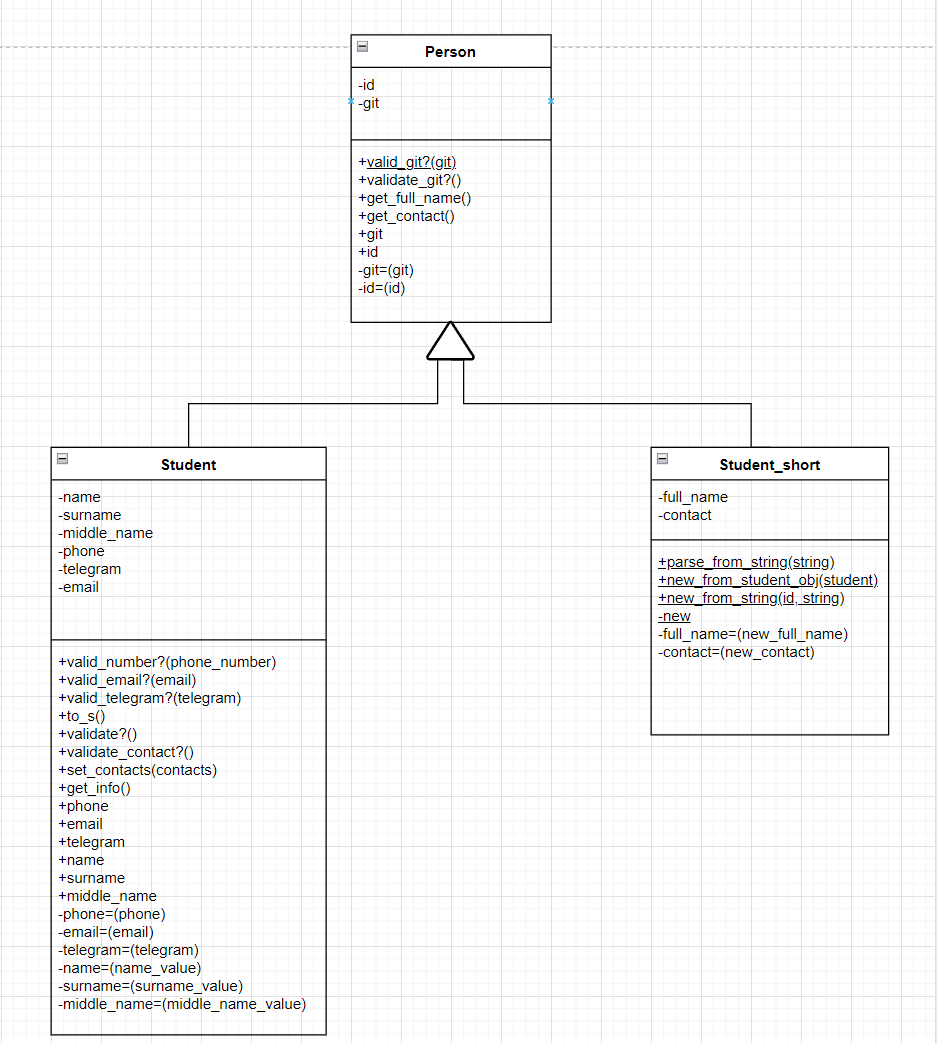 Person
-id
-git
+valid_git?(git)
+validate_git?()
+get_full_name()
+get_contact()
+git
+id
-git=(git)
-id=(id)
Student
-name
-surname
-middle_name
-phone
-telegram
-email
+valid_number?(phone_number)
+valid_email?(email)
+valid_telegram?(telegram)
+to_s()
+validate?()
+validate_contact?()
+set_contacts(contacts)
+get_info()
+phone
+email
+telegram
+name
+surname
+middle_name
-phone=(phone)
-email=(email)
-telegram=(telegram)
-name=(name_value)
-surname=(surname_value)
-middle_name=(middle_name_value)
Student_short
-full_name
-contact
+parse_from_string(string)
+new_from_student_obj(student)
+new_from_string(id, string)
-new
-full_name=(new_full_name)
-contact=(new_contact)